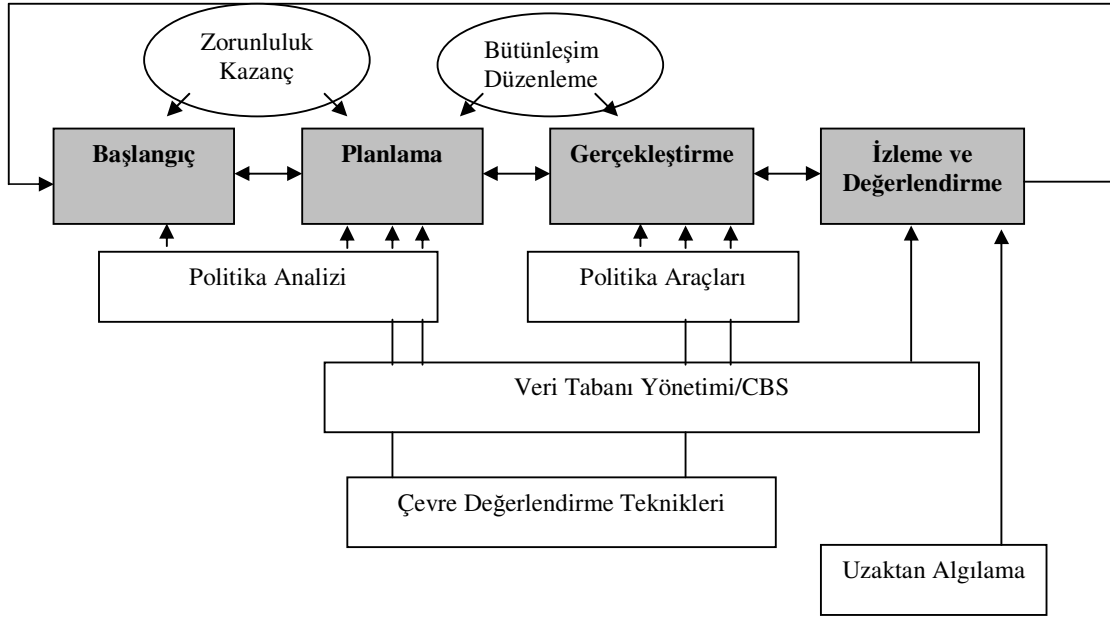 Zorunluluk
Kazanç
Bütünleşim
Düzenleme
Başlangıç
Planlama
Gerçekleştirme
İzleme ve
Değerlendirme
Politika Analizi
Politika Araçları
Veri Tabanı Yönetimi/CBS
Çevre Değerlendirme Teknikleri
Uzaktan Algılama